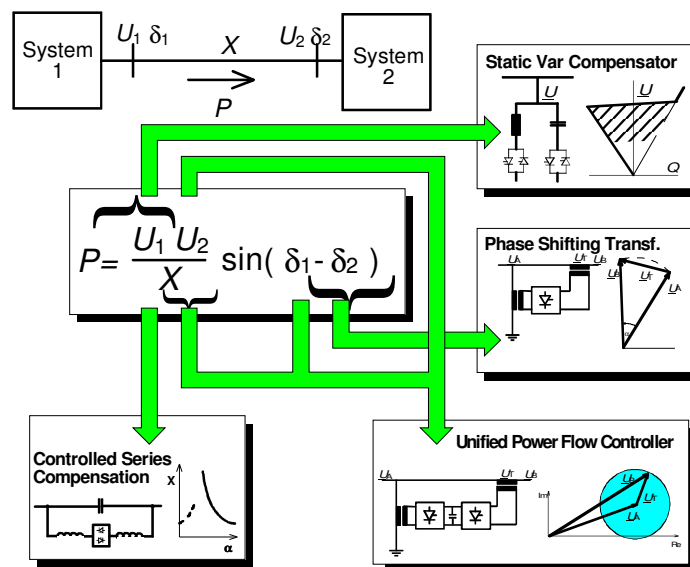 System 1
U1 δ1
X
U2 δ2
System 2
P
Static Var Compensator
U
U
Q
P= U1 U2 / X sin( δ1- δ2 )
Phase Shifting Transf.
UA
UT
UB
UB
UT
UA
α
Controlled Series
Compensation
X
α
Unified Power Flow Controller
UA
UT
UB
Im
UB
UT
UA
Re